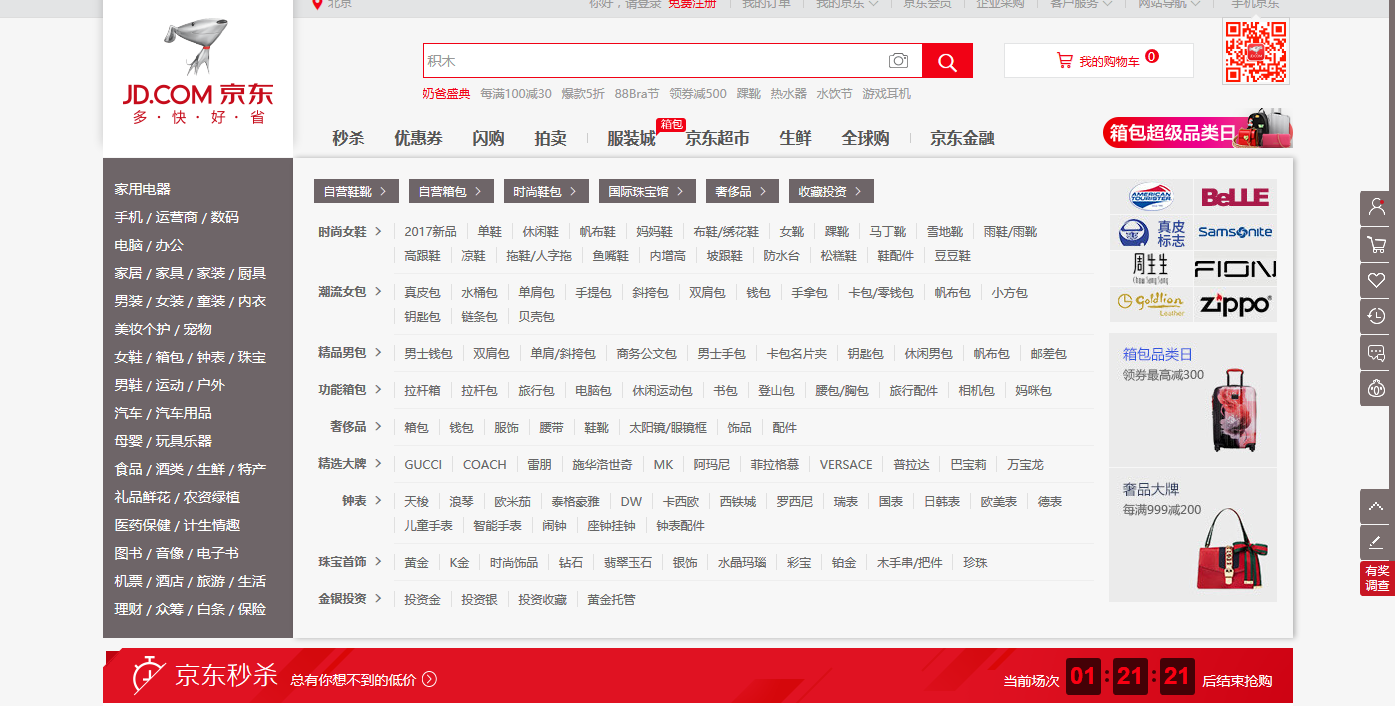 北京
你好，请登录 免费注册 我的订单 我的京东 京东会员 企业采购 客户服务 网站导航 手机京东
JD.COM 京东
多·快·好·省
积木
我的购物车 0
奶爸盛典 每满100减30 爆款5折 88Bra节 领券减500 踝靴 热水器 水饮节 游戏耳机
箱包
秒杀 优惠券 闪购 拍卖 服装城 京东超市 生鲜 全球购 京东金融
箱包超级品类日
家用电器
手机 / 运营商 / 数码
电脑 / 办公
家居 / 家具 / 家装 / 厨具
男装 / 女装 / 童装 / 内衣
美妆个护 / 宠物
女鞋 / 箱包 / 钟表 / 珠宝
男鞋 / 运动 / 户外
汽车 / 汽车用品
母婴 / 玩具乐器
食品 / 酒类 / 生鲜 / 特产
礼品鲜花 / 农资绿植
医药保健 / 计生情趣
图书 / 音像 / 电子书
机票 / 酒店 / 旅游 / 生活
理财 / 众筹 / 白条 / 保险
自营鞋靴 自营箱包 时尚鞋包 国际珠宝馆 奢侈品 收藏投资
时尚女鞋 2017新品 单鞋 休闲鞋 帆布鞋 妈妈鞋 布鞋/绣花鞋 女靴 踝靴 马丁靴 雪地靴 雨鞋/雨靴
高跟鞋 凉鞋 拖鞋/人字拖 鱼嘴鞋 内增高 坡跟鞋 防水台 松糕鞋 鞋配件 豆豆鞋
潮流女包 真皮包 水桶包 单肩包 手提包 斜挎包 双肩包 钱包 手拿包 卡包/零钱包 帆布包 小方包
钥匙包 链条包 贝壳包
精品男包 男士钱包 双肩包 单肩/斜挎包 商务公文包 男士手包 卡包名片夹 钥匙包 休闲男包 帆布包 邮差包
功能箱包 拉杆箱 拉杆包 旅行包 电脑包 休闲运动包 书包 登山包 腰包/胸包 旅行配件 相机包 妈咪包
奢侈品 箱包 钱包 服饰 腰带 鞋靴 太阳镜/眼镜框 饰品 配件
精选大牌 GUCCI COACH 雷朋 施华洛世奇 MK 阿玛尼 菲拉格慕 VERSACE 普拉达 巴宝莉 万宝龙
钟表 天梭 浪琴 欧米茄 泰格豪雅 DW 卡西欧 西铁城 罗西尼 瑞表 国表 日韩表 欧美表 德表
儿童手表 智能手表 闹钟 座钟挂钟 钟表配件
珠宝首饰 黄金 K金 时尚饰品 钻石 翡翠玉石 银饰 水晶玛瑙 彩宝 铂金 木手串/把件 珍珠
金银投资 投资金 投资银 投资收藏 黄金托管
AMERICAN TOURISTER BeLLE
真皮标志 Samsonite
周生生 Chow Sang Sang FION
Goldlion Leather zippo
箱包品类日
领券最高减300
奢品大牌
每满999减200
有奖
调查
京东秒杀 总有你想不到的低价 当前场次 01:21:21 后结束抢购